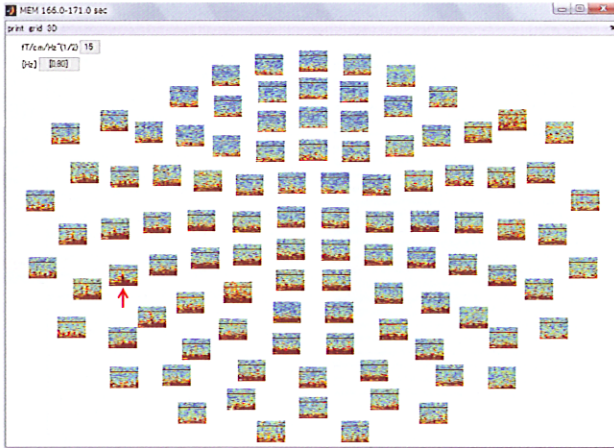 MEM 166.0-171.0 sec
print grid 3D
fT/cm/Hz^(1/2) 15
[Hz] [0.80]